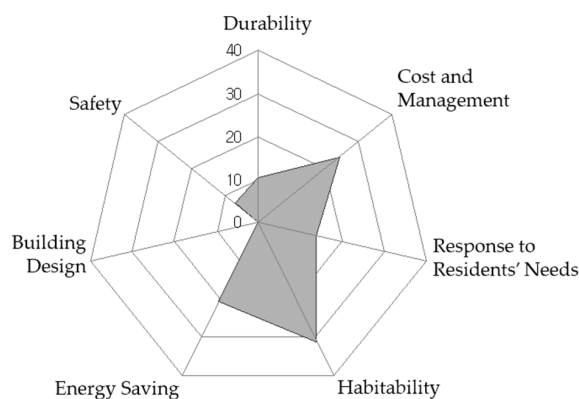 Durability
40
30
20
10
0
Cost and
Management
Response to
Residents' Needs
Habitability
Energy Saving
Building
Design
Safety